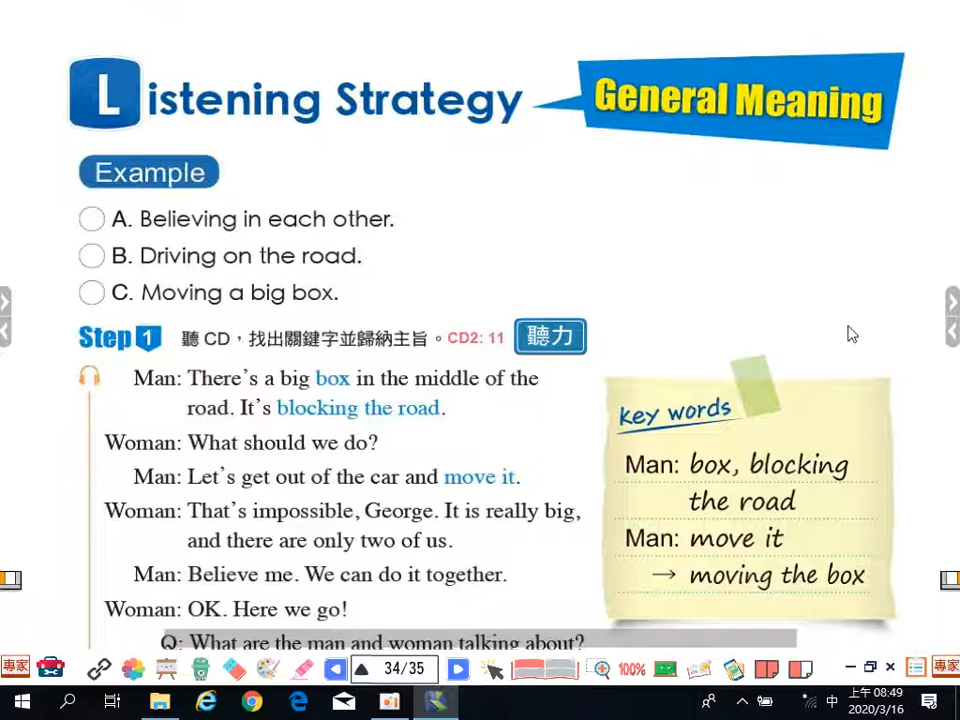 Listening Strategy
General Meaning
Example
A. Believing in each other.
B. Driving on the road.
C. Moving a big box.
Step 1 聽 CD，找出關鍵字並歸納主旨。CD2: 11 聽力
Man: There's a big box in the middle of the
road. It's blocking the road.
Woman: What should we do?
Man: Let's get out of the car and move it.
Woman: That's impossible, George. It is really big,
and there are only two of us.
Man: Believe me. We can do it together.
Woman: OK. Here we go!
Q: What are the man and woman talking about?
key words
Man: box, blocking
the road
Man: move it
→ moving the box
專家
34/35
100%
專家
中
上午 08:49
2020/3/16